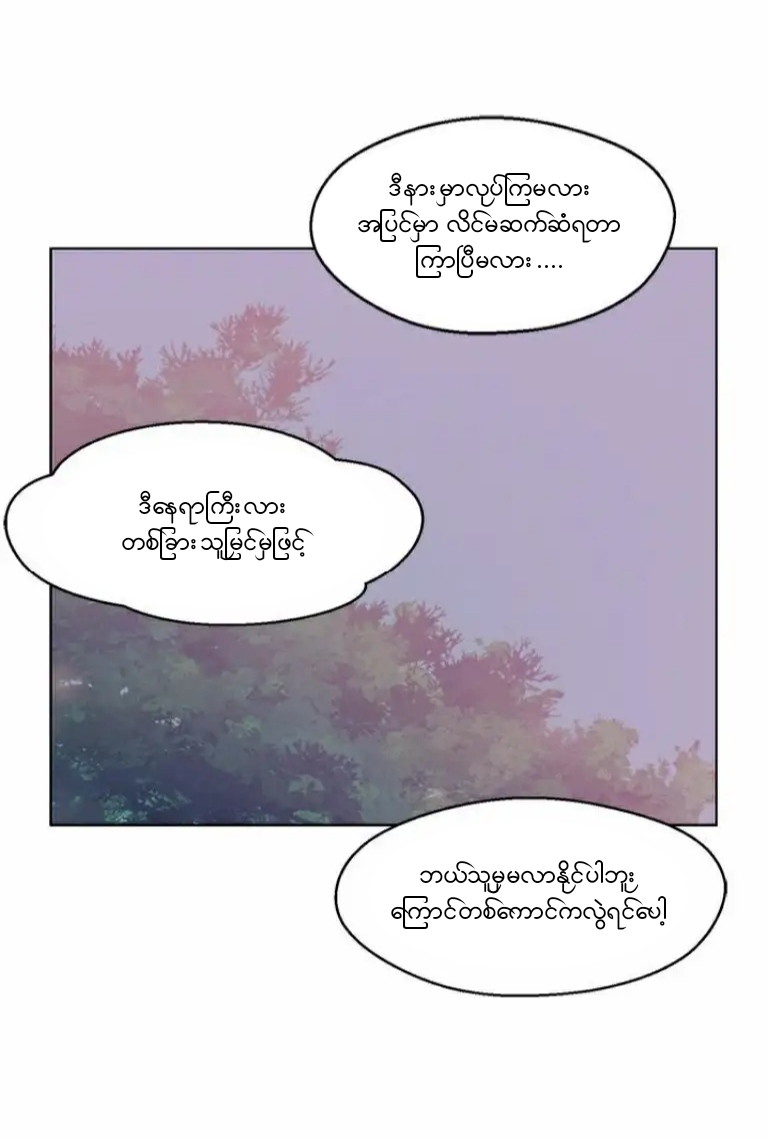 ဒီနားမှာလုပ်ကြမလား
အပြင်မှာ လိင်မဆက်ဆံရတာ
ကြာပြီမလား ....
ဒီနေရာကြီးလား
တစ်ခြားသူမြင်မှဖြင့်
ဘယ်သူမှမလာနိုင်ပါဘူး
ကြောင်တစ်ကောင်ကလွဲရင်ပေါ့